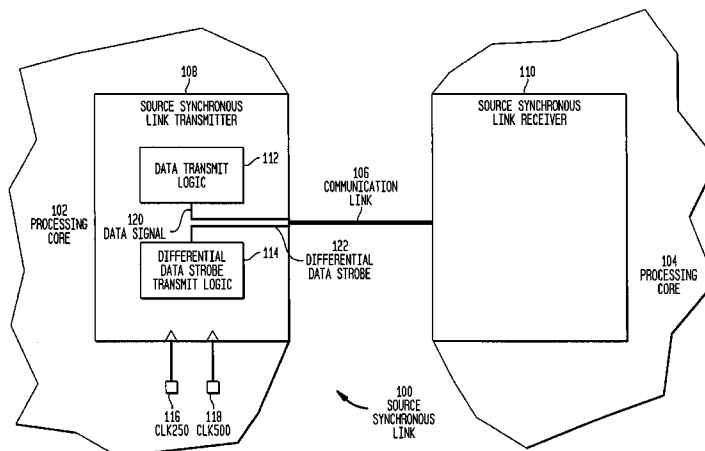 108
SOURCE SYNCHRONOUS
LINK TRANSMITTER
110
SOURCE SYNCHRONOUS
LINK RECEIVER
DATA TRANSMIT
LOGIC
112
106
COMMUNICATION
LINK
102
PROCESSING
CORE
120
DATA SIGNAL
122
DIFFERENTIAL
DATA STROBE
DIFFERENTIAL
DATA STROBE
TRANSMIT LOGIC
114
104
PROCESSING
CORE
116
CLK250
118
CLK500
100
SOURCE
SYNCHRONOUS
LINK